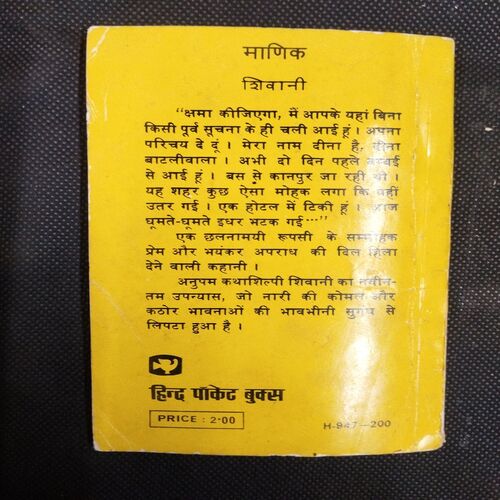 माणिक
शिवानी
“क्षमा कीजिएगा, मैं आपके यहां बिना
किसी पूर्व सूचना के ही चली आई हूं। अपना
परिचय दे दूं। मेरा नाम दीना है, दीना
बाटलीवाला। अभी दो दिन पहले बम्बई
से आई हूं। बस से कानपुर जा रही थी।
यह शहर कुछ ऐसा मोहक लगा कि यहीं
उतर गई। एक होटल में टिकी हूं। आज
घूमते-घूमते इधर भटक गई···”
एक छलनामयी रूपसी के सम्मोहक
प्रेम और भयंकर अपराध की दिल हिला
देने वाली कहानी।
अनुपम कथाशिल्पी शिवानी का नवीन-
तम उपन्यास, जो नारी की कोमल और
कठोर भावनाओं की भावभीनी सुगंध से
लिपटा हुआ है।
हिन्द पॉकेट बुक्स
PRICE : 2·00
H-947—200